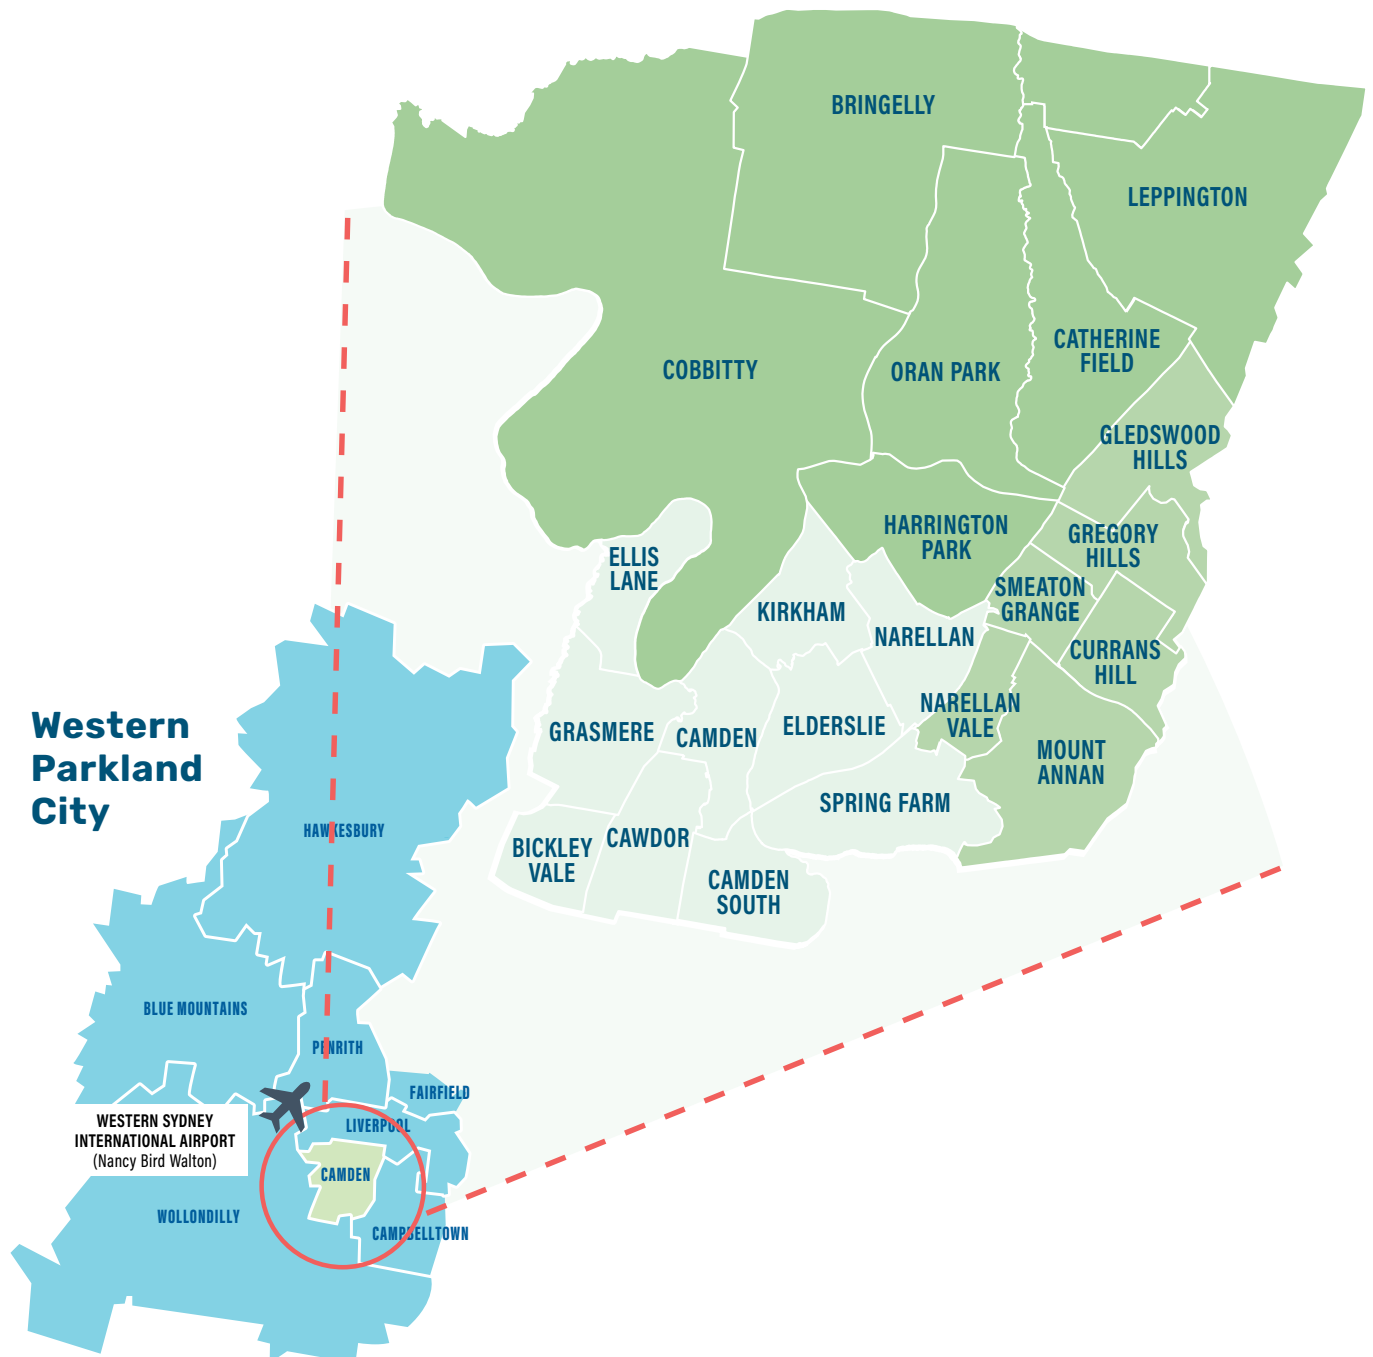 BRINGELLY
LEPPINGTON
COBBITTY
ORAN PARK
CATHERINE
FIELD
GLEDSWOOD
HILLS
HARRINGTON
PARK
GREGORY
HILLS
ELLIS
LANE
SMEATON
GRANGE
KIRKHAM
NARELLAN
CURRANS
HILL
NARELLAN
VALE
GRASMERE
CAMDEN
ELDERSLIE
MOUNT
ANNAN
SPRING FARM
BICKLEY
VALE
CAWDOR
CAMDEN
SOUTH
Western
Parkland
City
HAWKESBURY
BLUE MOUNTAINS
PENRITH
FAIRFIELD
LIVERPOOL
WESTERN SYDNEY
INTERNATIONAL AIRPORT
(Nancy Bird Walton)
CAMDEN
WOLLONDILLY
CAMPBELLTOWN